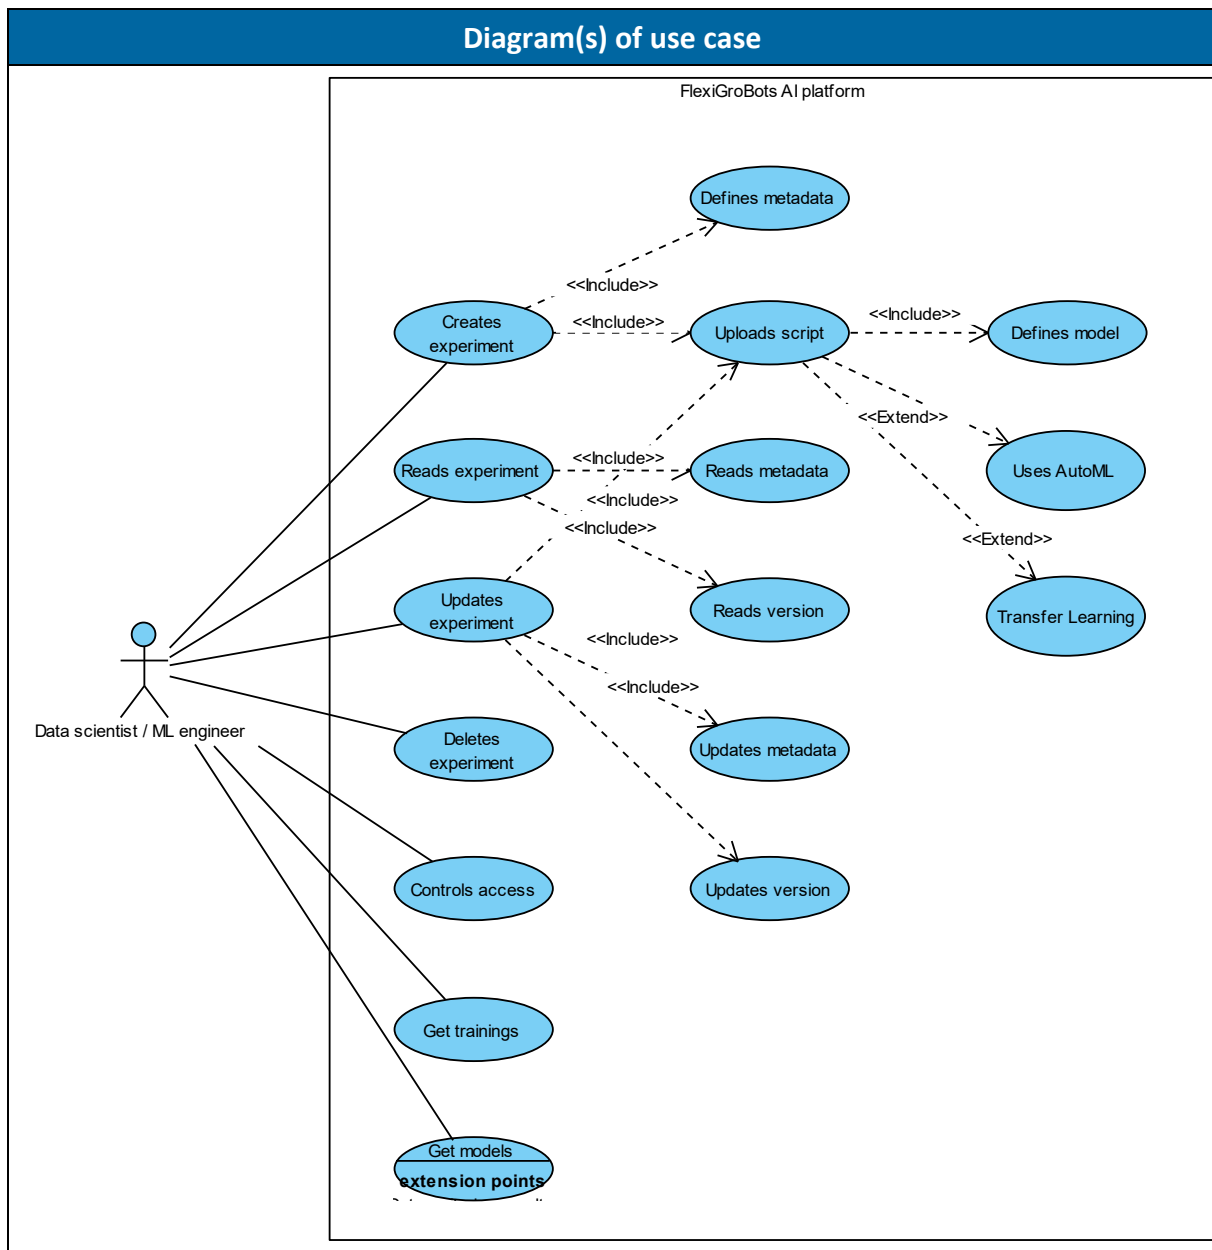 Diagram(s) of use case
FlexiGroBots AI platform
Defines metadata
<<Include>>
Creates
experiment
<<Include>>
Uploads script
<<Include>>
Defines model
<<Extend>>
Reads experiment
<<Include>>
Reads metadata
Uses AutoML
<<Include>>
<<Include>>
<<Extend>>
Updates
experiment
Reads version
Transfer Learning
<<Include>>
<<Include>>
Data scientist / ML engineer
Deletes
experiment
Updates metadata
Controls access
Updates version
Get trainings
Get models
extension points